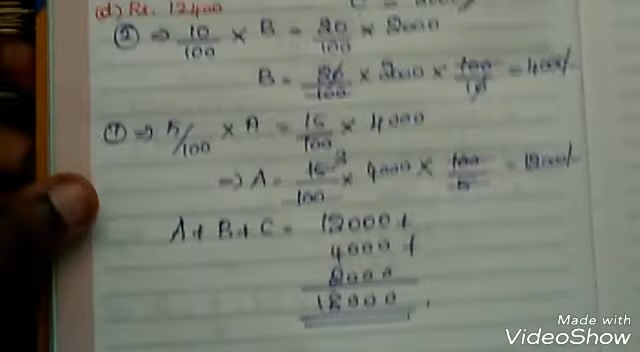 (d) Rs. 12400
② ⇒ 10/100 × B = 20/100 × 2000
B = 20/100 × 2000 × 100/10 = 4000/-
① ⇒ 5/100 × A = 15/100 × 4000
⇒ A = 15/100 × 4000 × 100/5 = 12000/-
A + B + C = 12000 +
4000 +
2000
18000
Made with
VideoShow